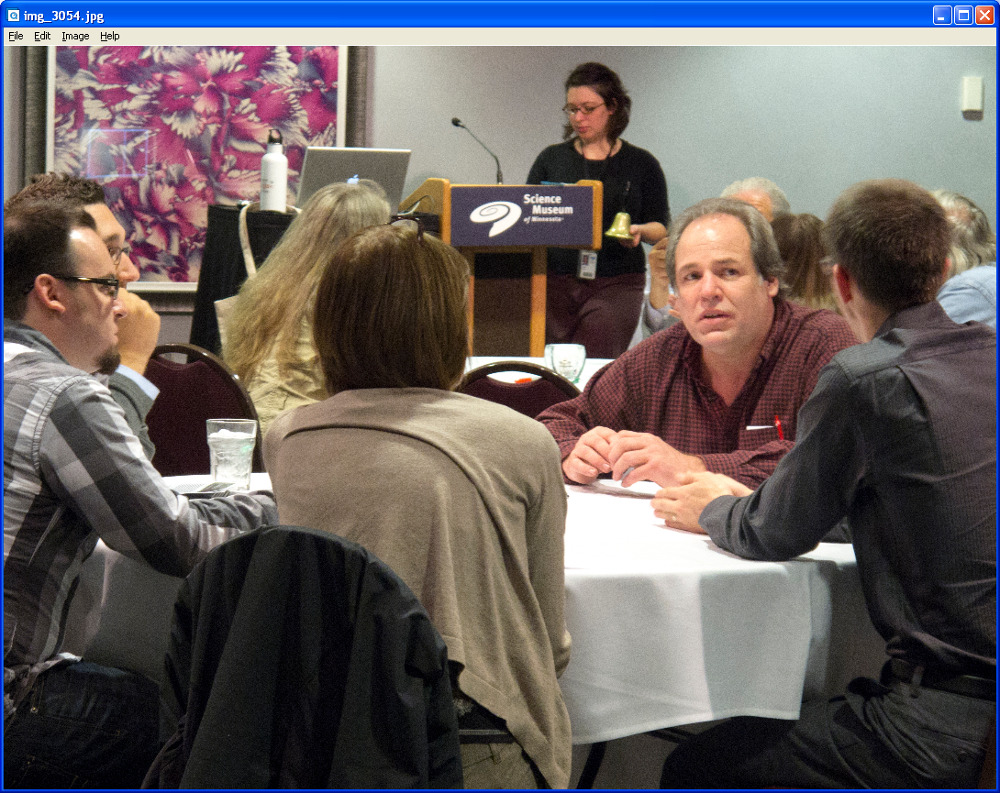 img_3054.jpg
File Edit Image Help
Science
Museum
of Minnesota